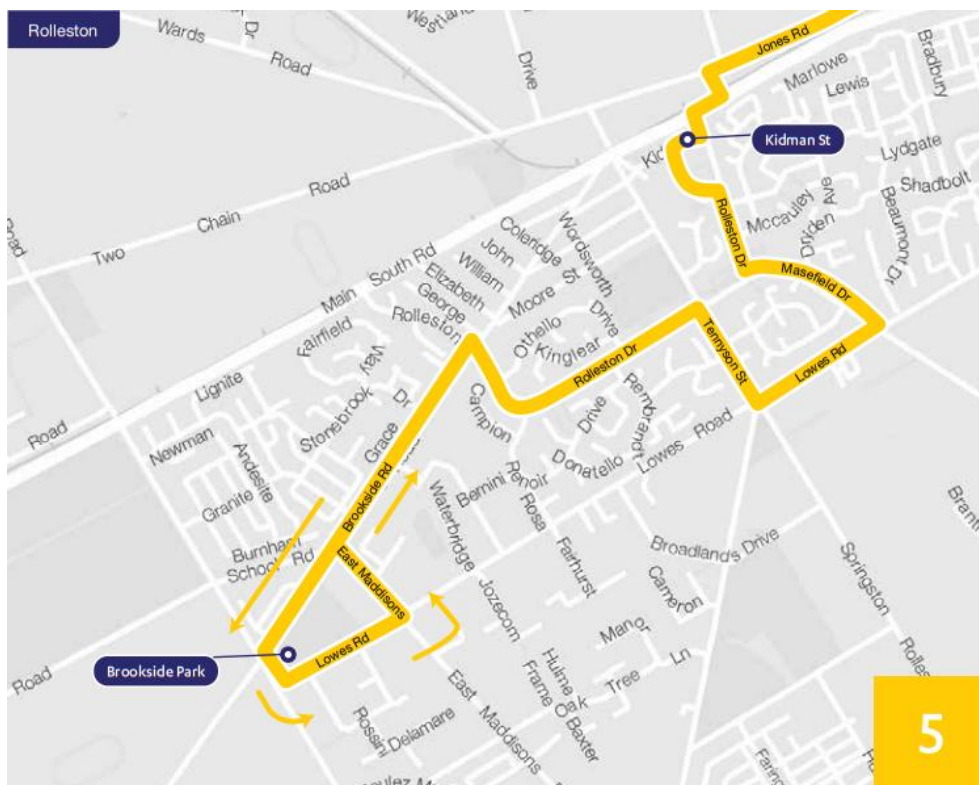 Rolleston
Wards
Road
Dr
Drive
Jones Rd
Marlowe
Lewis
Bradbury
Kidman St
Lydgate
Shadbolt
Road
Chain
Two
Road
Mccauley
Ave
Beaumont Dr
Rolleston Dr
Masefield Dr
Main
South Rd
Coleridge
John
William
Elizabeth
George
Rolleston
Wordsworth
Moore St
Othello
Kinglear
Drive
Rolleston Dr
Tennyson St
Lowes Rd
Fairfield
Way
Lignite
Stonebrook
Dr
Grace
Campion
Rembrandt
Drive
Donatello
Lowes Road
Road
Newman
Andesite
Granite
Brookside Rd
Bernini
Renoir
Rosa
Fairhurst
Waterbridge
Burnham
School Rd
East Maddisons
Broadlands Drive
Springston
Cameron
Jozecom
Manor
Brookside Park
Lowes Rd
Road
Hulme
Frame
Oak
Tree
Ln
Baxter
Rossini
Delamare
East Maddisons
5